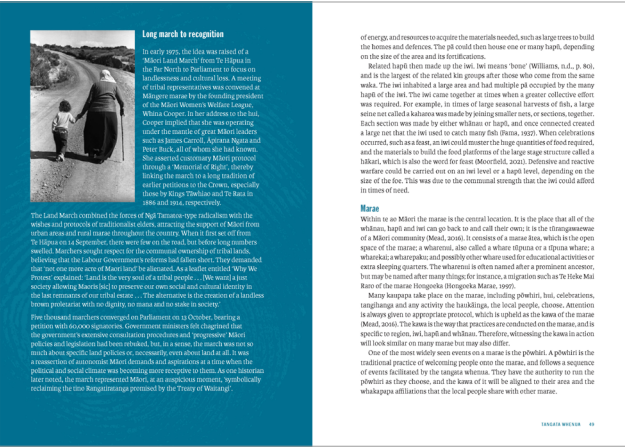 Long march to recognition
In early 1975, the idea was raised of a
‘Māori Land March’ from Te Hāpua in
the Far North to Parliament to focus on
landlessness and cultural loss. A meeting
of tribal representatives was convened at
Māngere marae by the founding president
of the Māori Women’s Welfare League,
Whina Cooper. In her address to the hui,
Cooper implied that she was operating
under the mantle of great Māori leaders
such as James Carroll, Āpirana Ngata and
Peter Buck, all of whom she had known.
She asserted customary Māori protocol
through a ‘Memorial of Right’, thereby
linking the march to a long tradition of
earlier petitions to the Crown, especially
those by Kings Tāwhiao and Te Rata in
1886 and 1914, respectively.
The Land March combined the forces of Ngā Tamatoa-type radicalism with the
wishes and protocols of traditionalist elders, attracting the support of Māori from
urban areas and rural marae throughout the country. When it first set off from
Te Hāpua on 14 September, there were few on the road, but before long numbers
swelled. Marchers sought respect for the communal ownership of tribal lands,
believing that the Labour Government’s reforms had fallen short. They demanded
that ‘not one more acre of Maori land’ be alienated. As a leaflet entitled ‘Why We
Protest’ explained: ‘Land is the very soul of a tribal people . . . [We want] a just
society allowing Maoris [sic] to preserve our own social and cultural identity in
the last remnants of our tribal estate . . . The alternative is the creation of a landless
brown proletariat with no dignity, no mana and no stake in society.’
Five thousand marchers converged on Parliament on 13 October, bearing a
petition with 60,000 signatories. Government ministers felt chagrined that
the government’s extensive consultation procedures and ‘progressive’ Māori
policies and legislation had been rebuked, but, in a sense, the march was not so
much about specific land policies or, necessarily, even about land at all. It was
a reassertion of autonomist Māori demands and aspirations at a time when the
political and social climate was becoming more receptive to them. As one historian
later noted, the march represented Māori, at an auspicious moment, ‘symbolically
reclaiming the tino Rangatiratanga promised by the Treaty of Waitangi’.
of energy, and resources to acquire the materials needed, such as large trees to build
the homes and defences. The pā could then house one or many hapū, depending
on the size of the area and its fortifications.
Related hapū then made up the iwi. Iwi means ‘bone’ (Williams, n.d., p. 80),
and is the largest of the related kin groups after those who come from the same
waka. The iwi inhabited a large area and had multiple pā occupied by the many
hapū of the iwi. The iwi came together at times when a greater collective effort
was required. For example, in times of large seasonal harvests of fish, a large
seine net called a kaharoa was made by joining smaller nets, or sections, together.
Each section was made by either whānau or hapū, and once connected created
a large net that the iwi used to catch many fish (Pama, 1937). When celebrations
occurred, such as a feast, an iwi could muster the huge quantities of food required,
and the materials to build the food platforms of the large stage structure called a
hākari, which is also the word for feast (Moorfield, 2021). Defensive and reactive
warfare could be carried out on an iwi level or a hapū level, depending on the
size of the foe. This was due to the communal strength that the iwi could afford
in times of need.
Marae
Within te ao Māori the marae is the central location. It is the place that all of the
whānau, hapū and iwi can go back to and call their own; it is the tūrangawaewae
of a Māori community (Mead, 2016). It consists of a marae ātea, which is the open
space of the marae; a wharenui, also called a whare tīpuna or a tīpuna whare; a
wharekai; a wharepaku; and possibly other whare used for educational activities or
extra sleeping quarters. The wharenui is often named after a prominent ancestor,
but may be named after many things; for instance, a migration such as Te Heke Mai
Raro of the marae Hongoeka (Hongoeka Marae, 1997).
Many kaupapa take place on the marae, including pōwhiri, hui, celebrations,
tangihanga and any activity the haukāinga, the local people, choose. Attention
is always given to appropriate protocol, which is upheld as the kawa of the marae
(Mead, 2016). The kawa is the way that practices are conducted on the marae, and is
specific to region, iwi, hapū and whānau. Therefore, witnessing the kawa in action
will look similar on many marae but may also differ.
One of the most widely seen events on a marae is the pōwhiri. A pōwhiri is the
traditional practice of welcoming people onto the marae, and follows a sequence
of events facilitated by the tangata whenua. They have the authority to run the
pōwhiri as they choose, and the kawa of it will be aligned to their area and the
whakapapa affiliations that the local people share with other marae.
TANGATA WHENUA 49